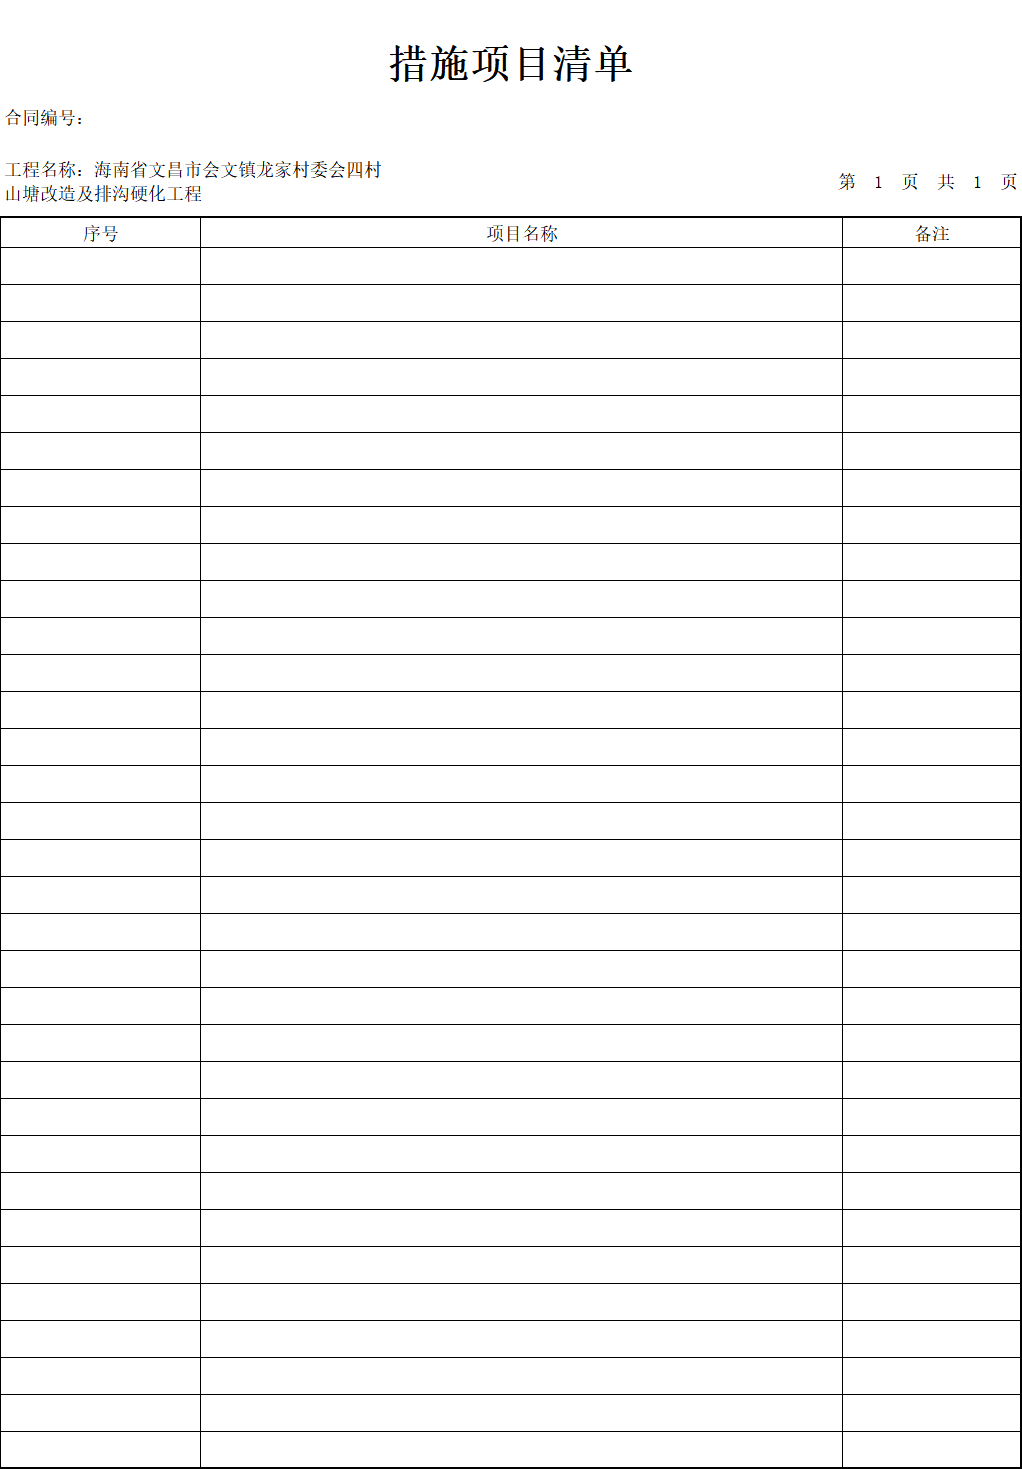 措施项目清单
合同编号：
工程名称：海南省文昌市会文镇龙家村委会四村
山塘改造及排沟硬化工程
第 1 页 共 1 页
序号 项目名称 备注